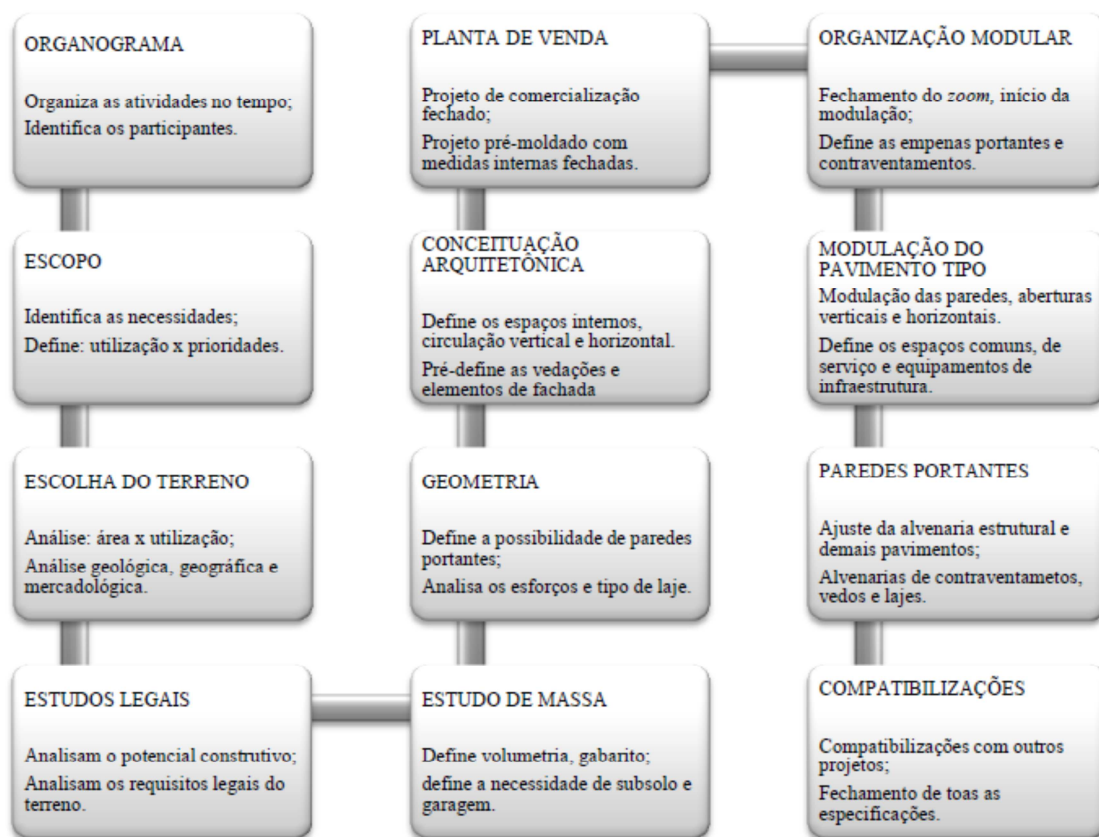 ORGANOGRAMA
Organiza as atividades no tempo;
Identifica os participantes.
ESCOPO
Identifica as necessidades;
Define: utilização x prioridades.
ESCOLHA DO TERRENO
Análise: área x utilização;
Análise geológica, geográfica e
mercadológica.
ESTUDOS LEGAIS
Analisam o potencial construtivo;
Analisam os requisitos legais do
terreno.
ESTUDO DE MASSA
Define volumetria, gabarito;
define a necessidade de subsolo e
garagem.
GEOMETRIA
Define a possibilidade de paredes
portantes;
Analisa os esforços e tipo de laje.
CONCEITUAÇÃO
ARQUITETÔNICA
Define os espaços internos,
circulação vertical e horizontal.
Pré-define as vedações e
elementos de fachada
PLANTA DE VENDA
Projeto de comercialização
fechado;
Projeto pré-moldado com
medidas internas fechadas.
ORGANIZAÇÃO MODULAR
Fechamento do zoom, início da
modulação;
Define as empenas portantes e
contraventamentos.
MODULAÇÃO DO
PAVIMENTO TIPO
Modulação das paredes, aberturas
verticais e horizontais.
Define os espaços comuns, de
serviço e equipamentos de
infraestrutura.
PAREDES PORTANTES
Ajuste da alvenaria estrutural e
demais pavimentos;
Alvenarias de contraventametos,
vedos e lajes.
COMPATIBILIZAÇÕES
Compatibilizações com outros
projetos;
Fechamento de toas as
especificações.